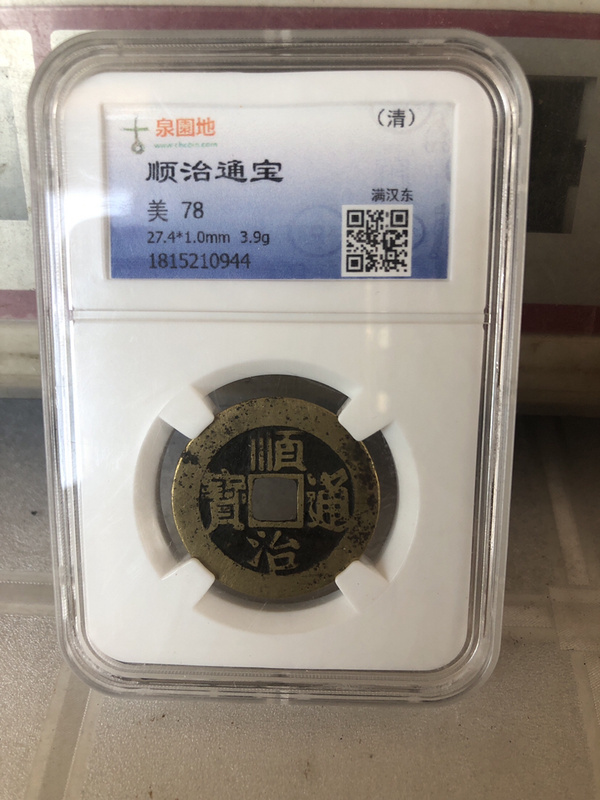 泉園地
(清)
www.chcoin.com
顺治通宝
美 78
满汉东
27.4*1.0mm 3.9g
1815210944
順治通寶